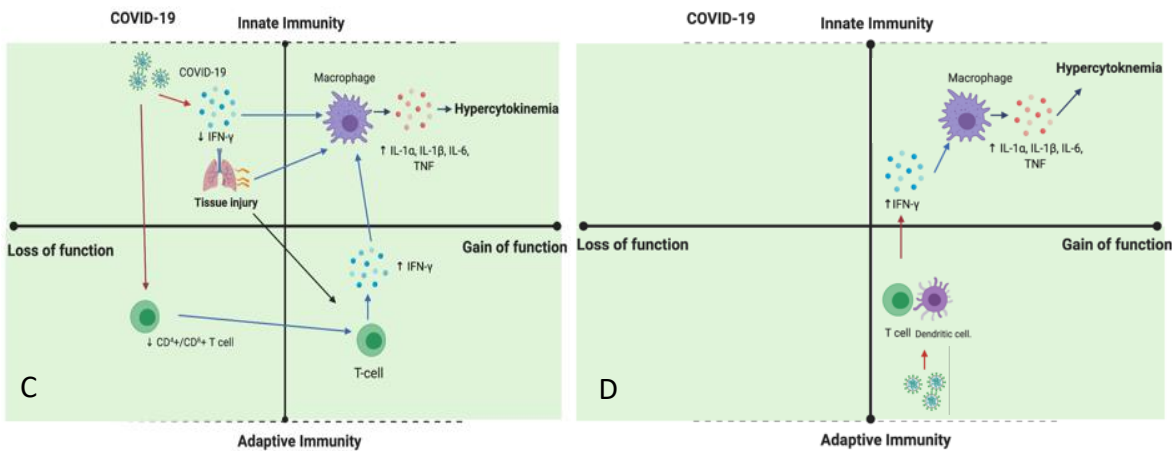 COVID-19
Innate Immunity
COVID-19
↓ IFN-γ
Tissue injury
Macrophage
Hypercytokinemia
↑ IL-1α, IL-1β, IL-6,
TNF
Loss of function
Gain of function
↑ IFN-γ
↓ CD⁴+/CD⁸+ T cell
T-cell
C
Adaptive Immunity
COVID-19
Innate Immunity
Hypercytoknemia
Macrophage
↑ IL-1α, IL-1β, IL-6,
TNF
↑IFN-γ
Loss of function
Gain of function
T cell Dendritic cell.
D
Adaptive Immunity